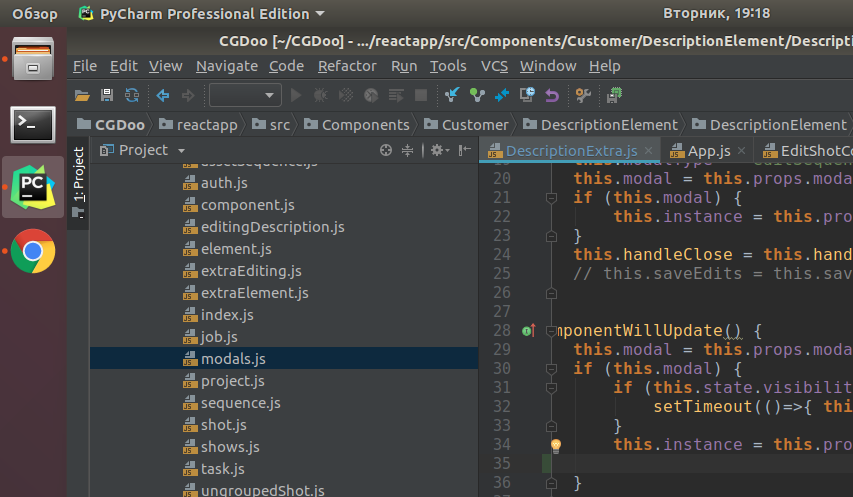 Обзор PyCharm Professional Edition Вторник, 19:18
CGDoo [~/CGDoo] - .../reactapp/src/Components/Customer/DescriptionElement/Descripti
File Edit View Navigate Code Refactor Run Tools VCS Window Help
CGDoo reactapp src Components Customer DescriptionElement DescriptionElement
1: Project
Project
DescriptionExtra.js App.js EditShotCo
auth.js
component.js
editingDescription.js
element.js
extraEditing.js
extraElement.js
index.js
job.js
modals.js
project.js
sequence.js
shot.js
shows.js
task.js
ungroupedShot.js
20 this.modal = this.props.moda
21 if (this.modal) {
22 this.instance = this.pro
23 }
24 this.handleClose = this.hand
25 // this.saveEdits = this.sav
26
27
28 mponentWillUpdate() {
29 this.modal = this.props.moda
30 if (this.modal) {
31 if (this.state.visibilit
32 setTimeout(()=>{ thi
33 }
34 this.instance = this.pro
35
36 }
PC
JS